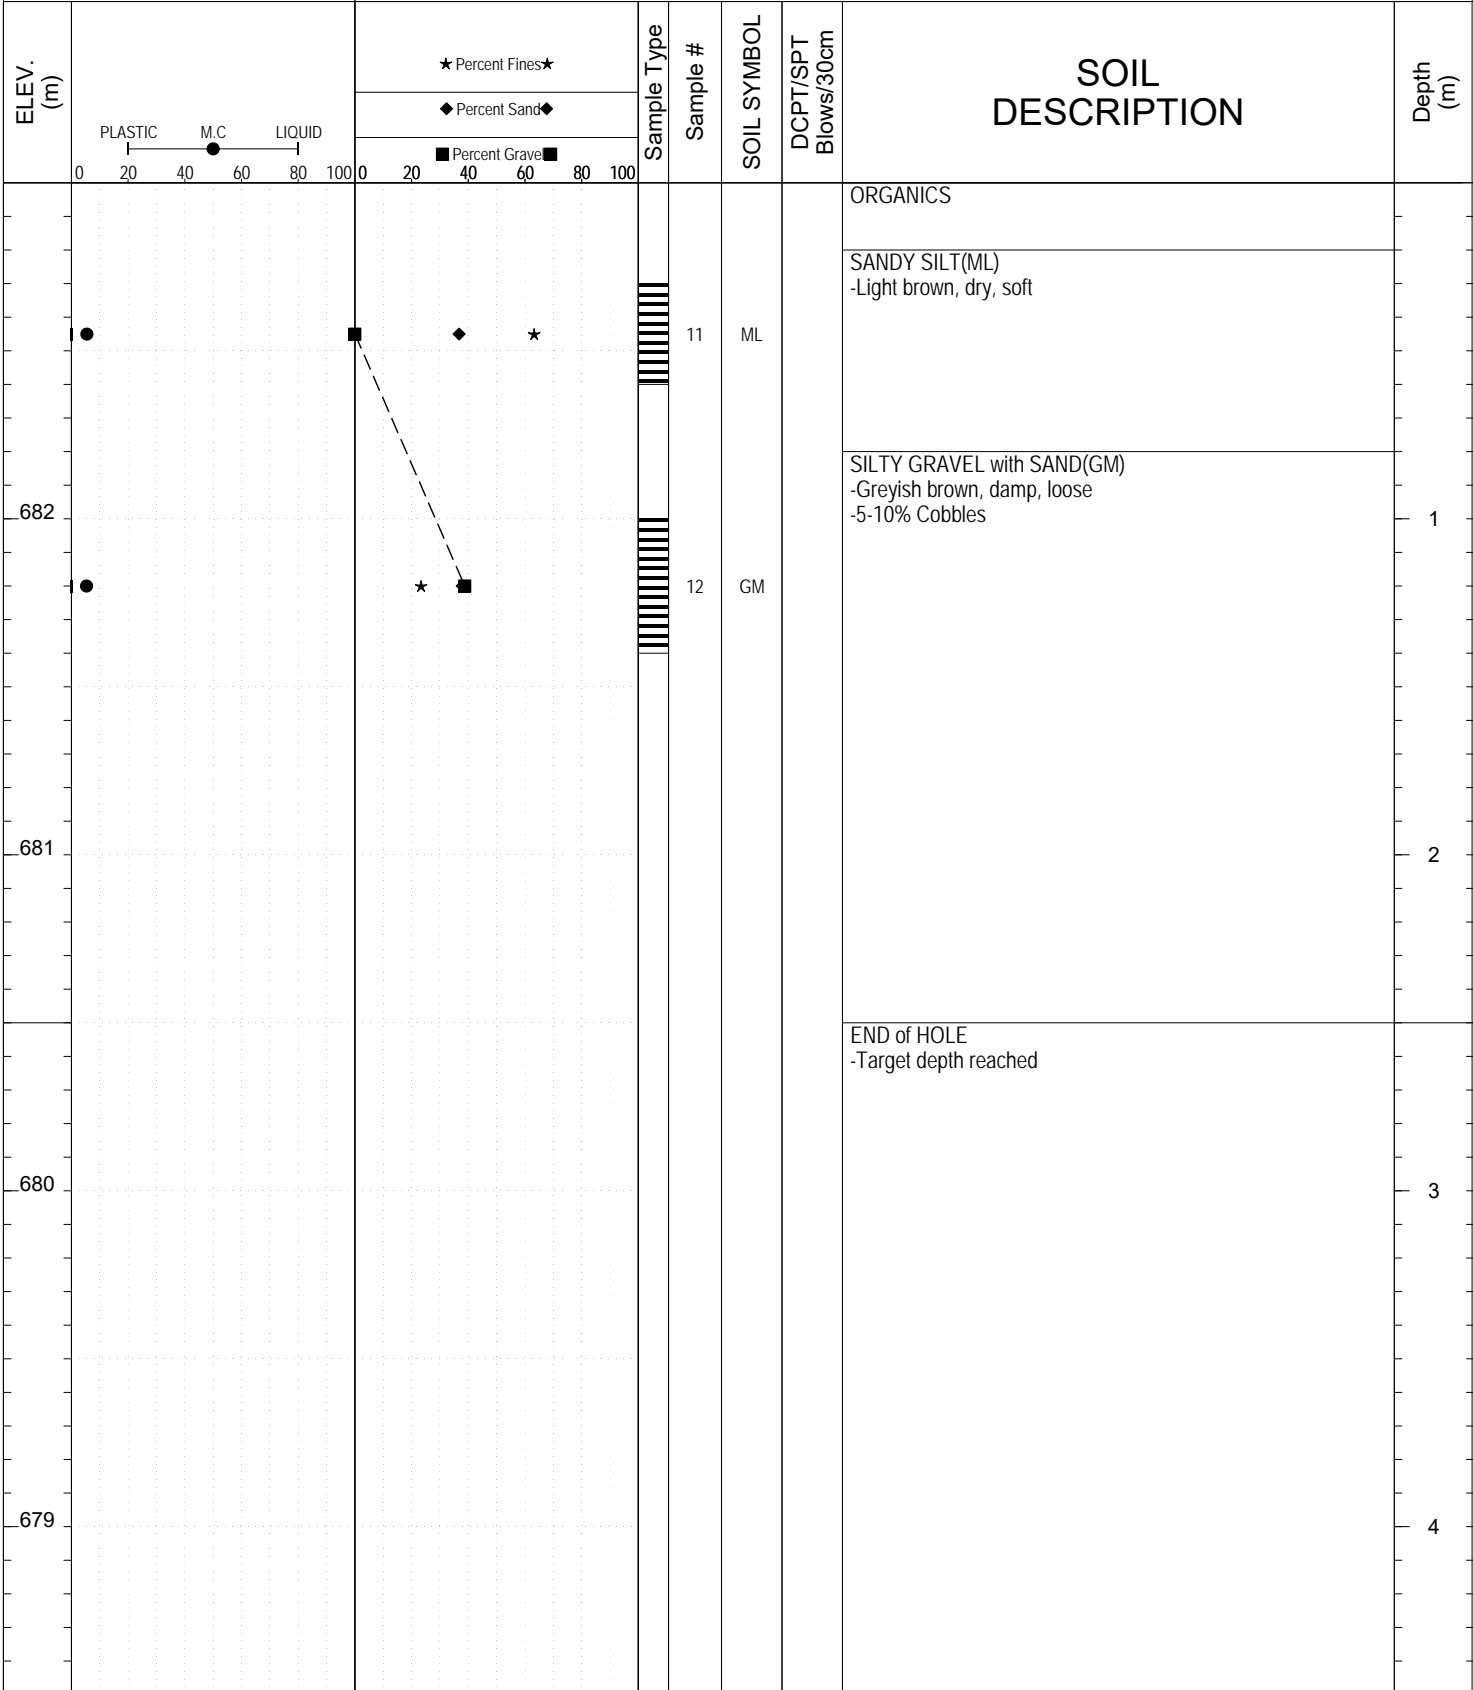 ELEV.
(m)
PLASTIC M.C LIQUID
0 20 40 60 80 100
Percent Fines
Percent Sand
Percent Gravel
0 20 40 60 80 100
Sample Type
Sample #
SOIL SYMBOL
DCPT/SPT
Blows/30cm
SOIL
DESCRIPTION
Depth
(m)
ORGANICS
SANDY SILT(ML)
-Light brown, dry, soft
11 ML
SILTY GRAVEL with SAND(GM)
-Greyish brown, damp, loose
-5-10% Cobbles
682
1
12 GM
681
2
END of HOLE
-Target depth reached
680
3
679
4